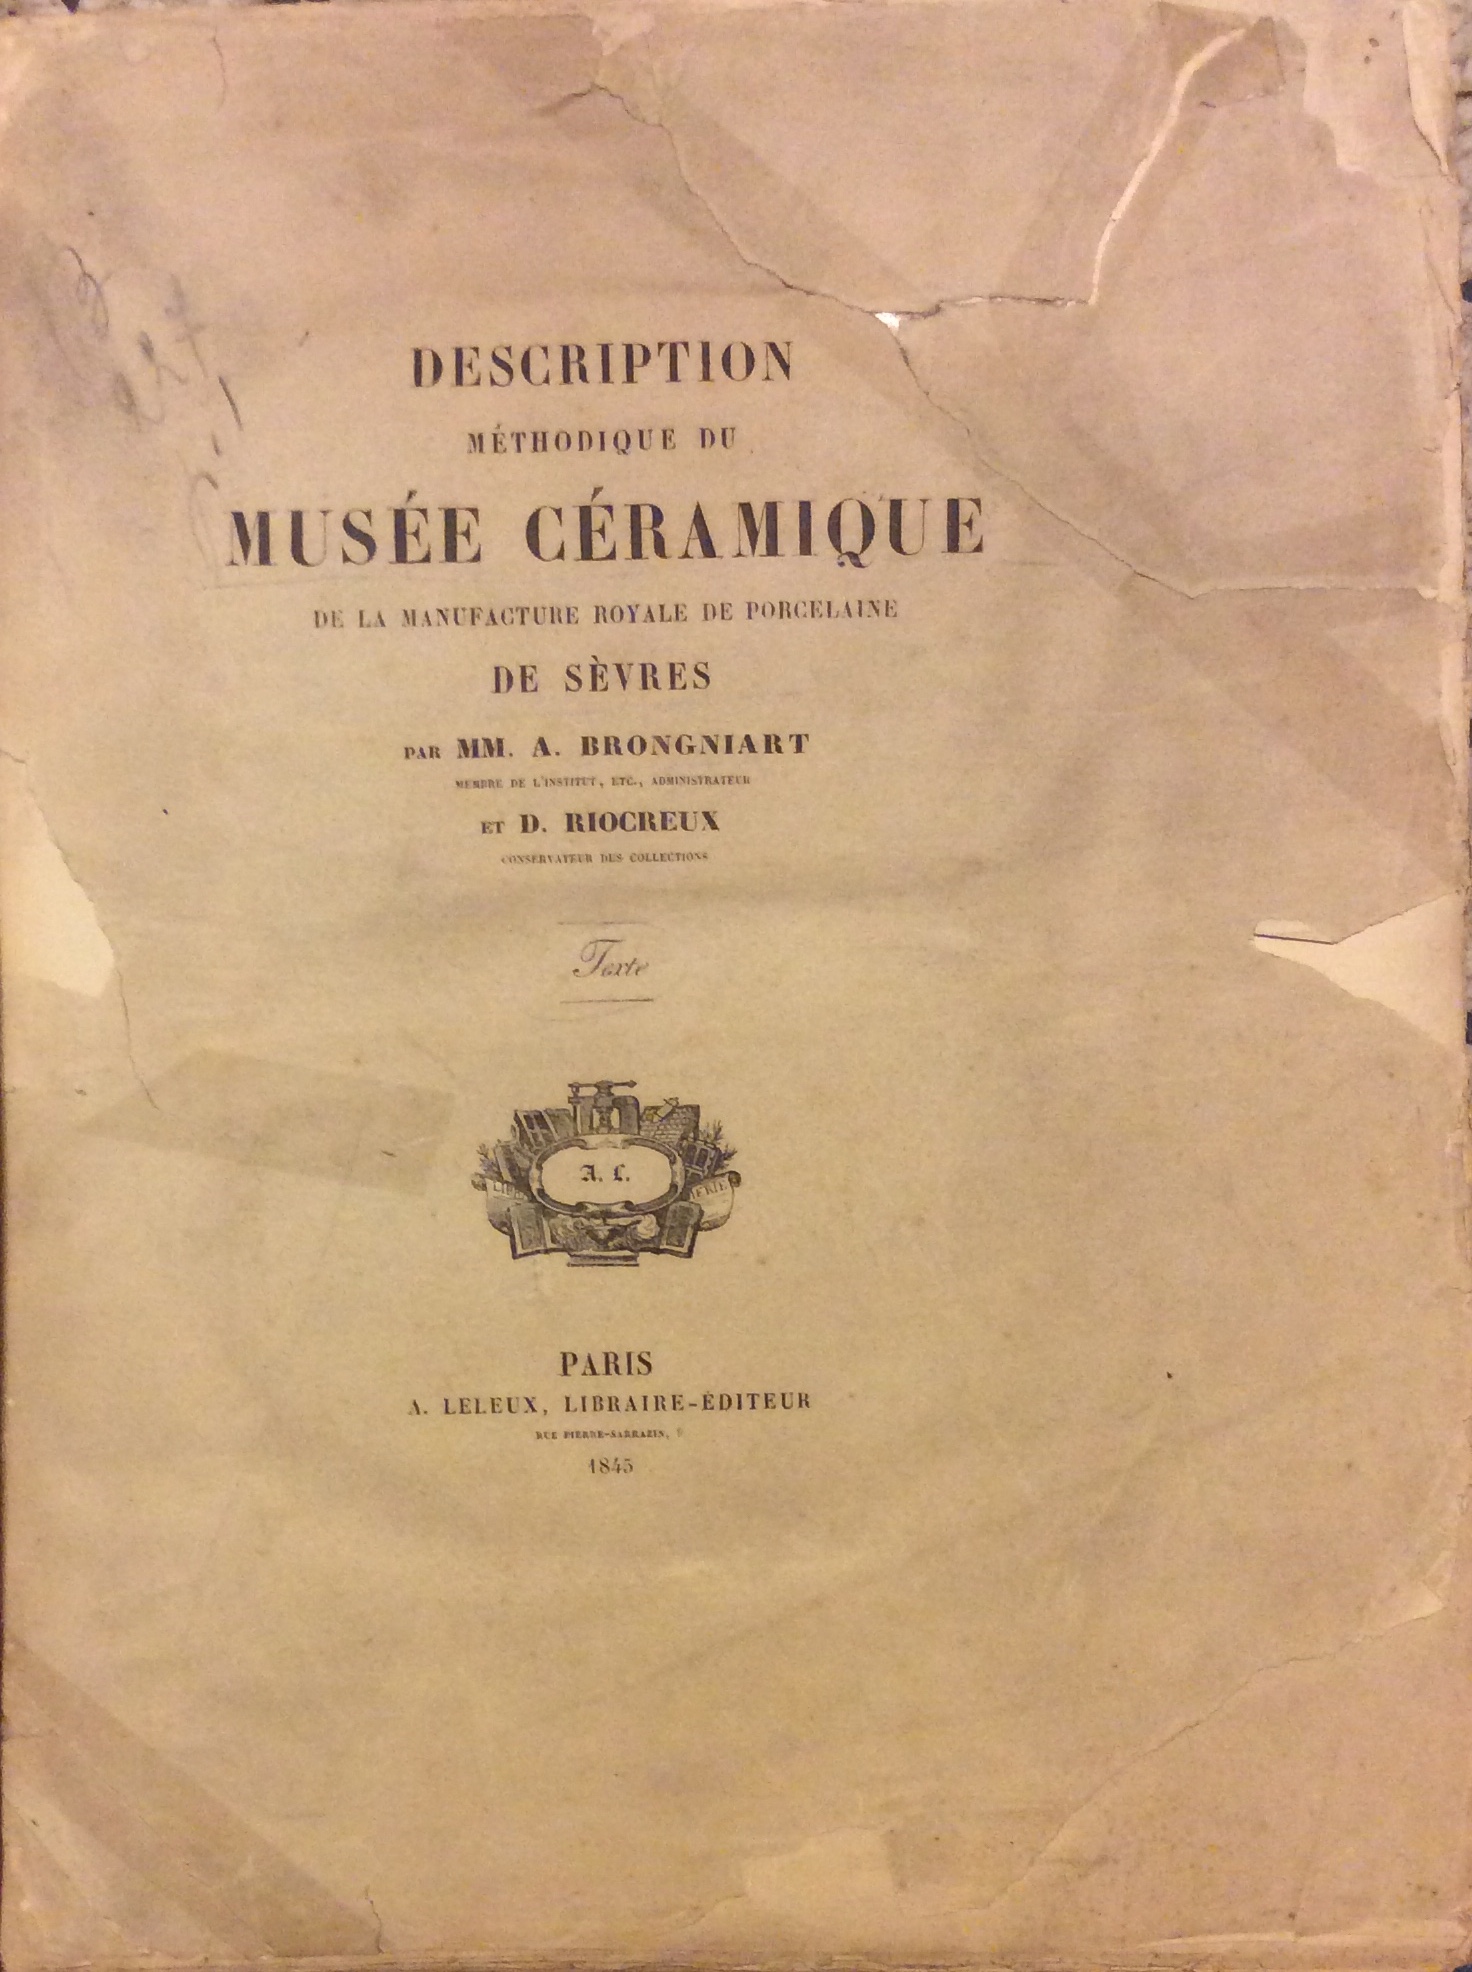 DESCRIPTION
MÉTHODIQUE DU
MUSÉE CÉRAMIQUE
DE LA MANUFACTURE ROYALE DE PORCELAINE
DE SÈVRES
PAR MM. A. BRONGNIART
MEMBRE DE L'INSTITUT, ETC., ADMINISTRATEUR
ET D. RIOCREUX
CONSERVATEUR DES COLLECTIONS
Texte
A. L.
PARIS
A. LELEUX, LIBRAIRE-ÉDITEUR
RUE PIERRE-SARRAZIN,
1845